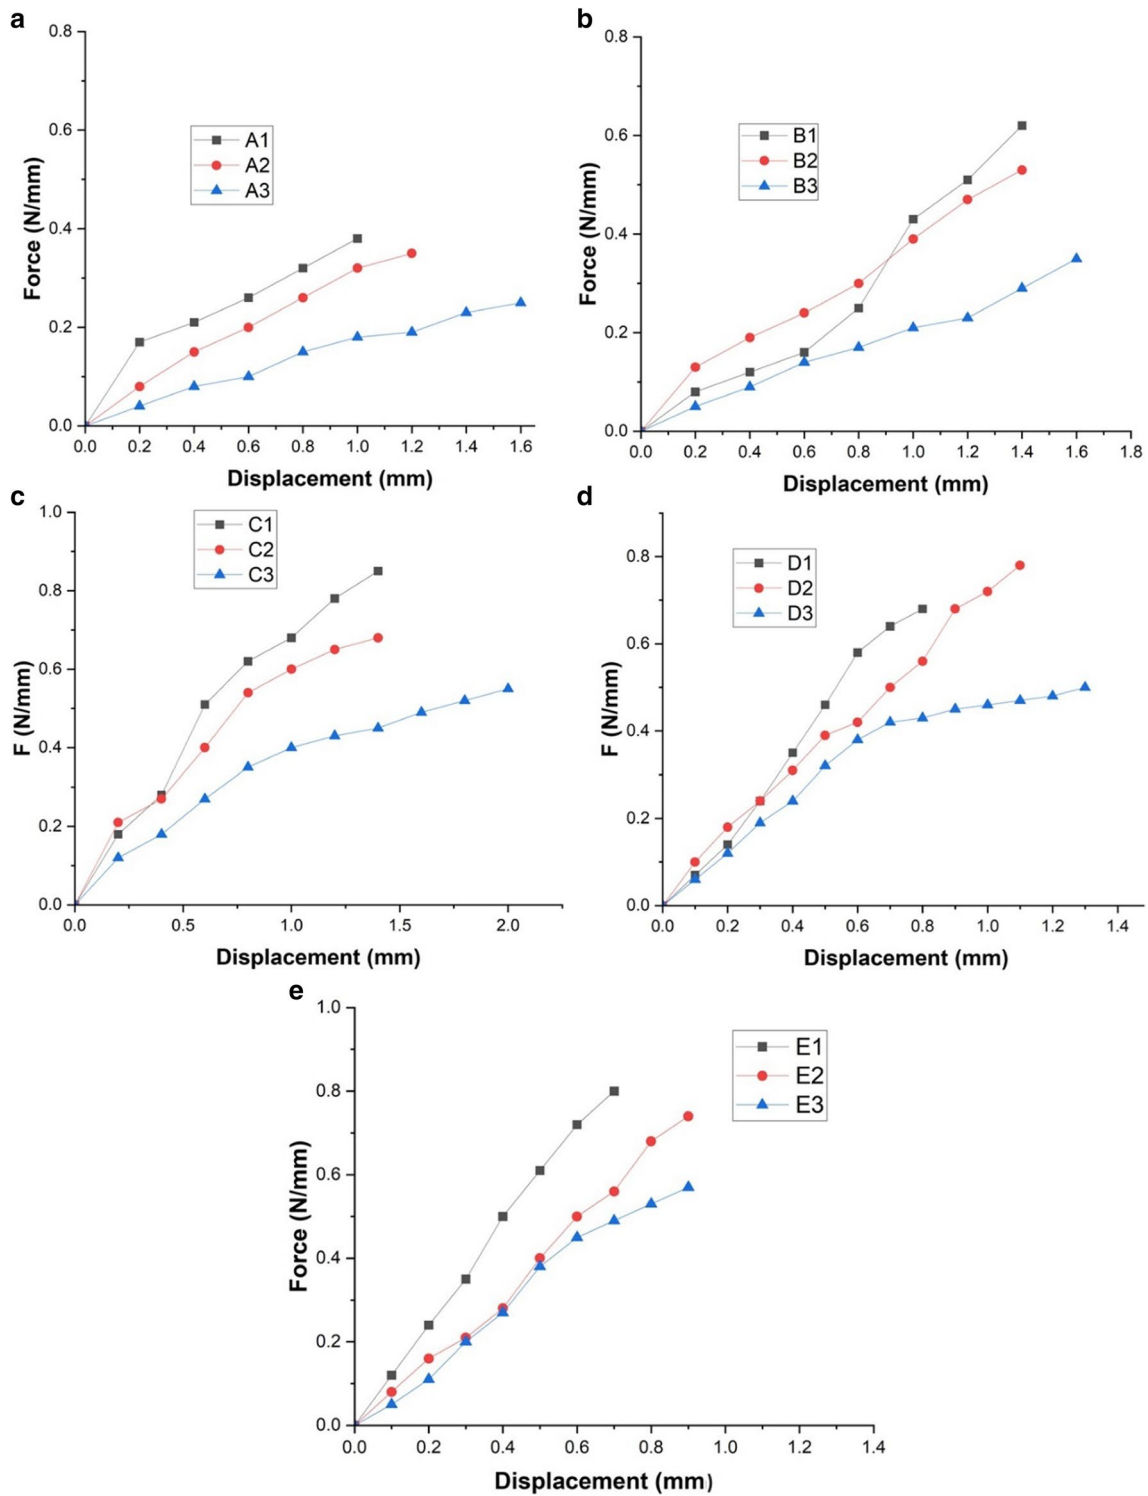 a
0.8
0.6
0.4
0.2
0.0
Force (N/mm)
A1
A2
A3
0.0 0.2 0.4 0.6 0.8 1.0 1.2 1.4 1.6
Displacement (mm)
b
0.8
0.6
0.4
0.2
0.0
Force (N/mm)
B1
B2
B3
0.0 0.2 0.4 0.6 0.8 1.0 1.2 1.4 1.6 1.8
Displacement (mm)
c
1.0
0.8
0.6
0.4
0.2
0.0
F (N/mm)
C1
C2
C3
0.0 0.5 1.0 1.5 2.0
Displacement (mm)
d
0.8
0.6
0.4
0.2
0.0
F (N/mm)
D1
D2
D3
0.0 0.2 0.4 0.6 0.8 1.0 1.2 1.4
Displacement (mm)
e
1.0
0.8
0.6
0.4
0.2
0.0
Force (N/mm)
E1
E2
E3
0.0 0.2 0.4 0.6 0.8 1.0 1.2 1.4
Displacement (mm)